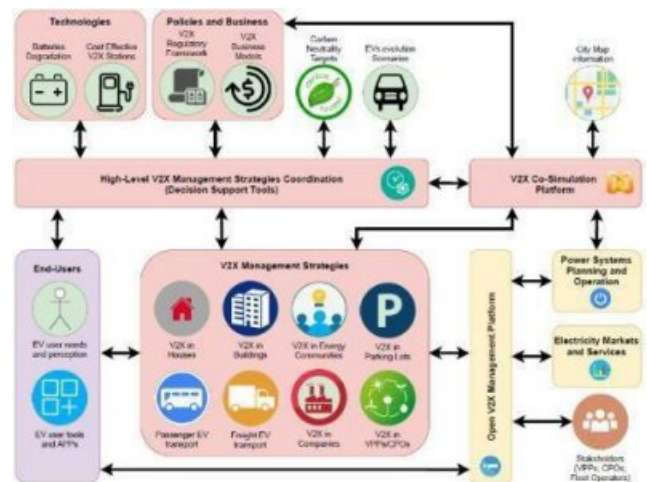 Technologies
Batteries
Degradation
Cost Effective
V2X Stations
Policies and Business
V2X
Regulatory
Framework
V2X
Business
Models
Carbon
Neutrality
Targets
EVs evolution
Scenarios
City Map
information
High-Level V2X Management Strategies Coordination
(Decision Support Tools)
V2X Co-Simulation
Platform
End-Users
EV user needs
and perception
EV user tools
and APPs
V2X Management Strategies
V2X in
Houses
V2X in
Buildings
V2X in Energy
Communities
P
V2X in
Parking Lots
Passenger EV
transport
Freight EV
transport
V2X in
Companies
V2X in
VPPs/CPOs
Open V2X Management Platform
Power Systems
Planning and
Operation
Electricity Markets
and Services
Stakeholders
(VPPs, CPOs,
Fleet Operators)